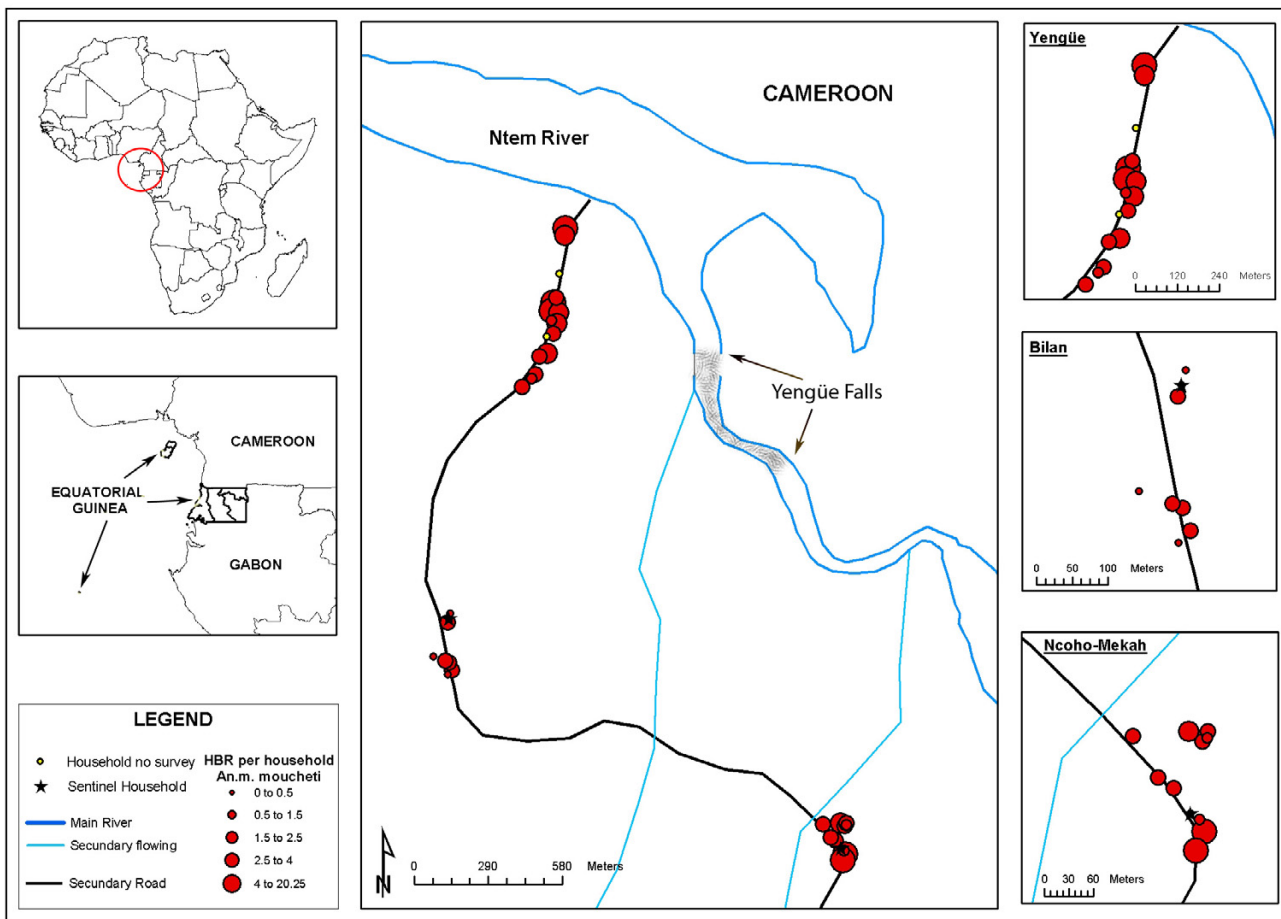 CAMEROON
EQUATORIAL
GUINEA
GABON
LEGEND
Household no survey
Sentinel Household
Main River
Secundary flowing
Secundary Road
HBR per household
An.m. moucheti
0 to 0.5
0.5 to 1.5
1.5 to 2.5
2.5 to 4
4 to 20.25
CAMEROON
Ntem River
Yengüe Falls
N
0 280 580 Meters
Yengüe
0 120 240 Meters
Bilan
0 50 100 Meters
Ncoho-Mekah
0 30 60 Meters